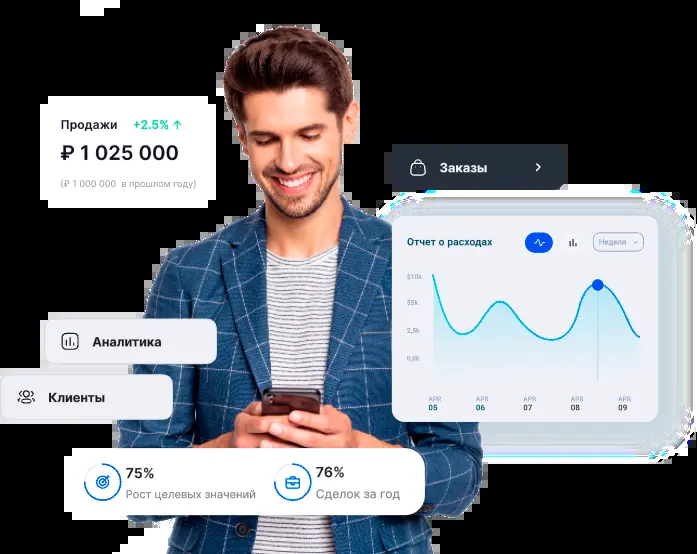 Продажи +2.5% ↑
₽ 1 025 000
(₽ 1 000 000 в прошлом году)
Заказы
Отчет о расходах
Неделя
$10k
$5k
2,5k
0,8k
APR APR APR APR APR
05 06 07 08 09
Аналитика
Клиенты
75%
Рост целевых значений
76%
Сделок за год